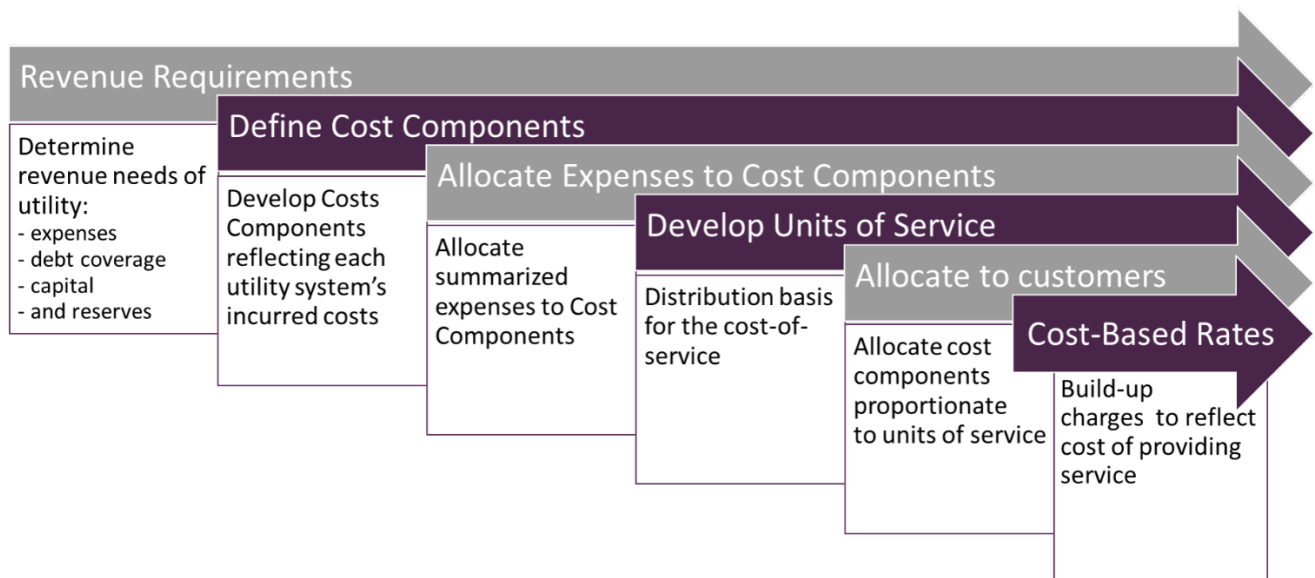 Revenue Requirements
Determine
revenue needs of
utility:
- expenses
- debt coverage
- capital
- and reserves
Define Cost Components
Develop Costs
Components
reflecting each
utility system's
incurred costs
Allocate Expenses to Cost Components
Allocate
summarized
expenses to Cost
Components
Develop Units of Service
Distribution basis
for the cost-of-
service
Allocate to customers
Allocate cost
components
proportionate
to units of service
Cost-Based Rates
Build-up
charges to reflect
cost of providing
service